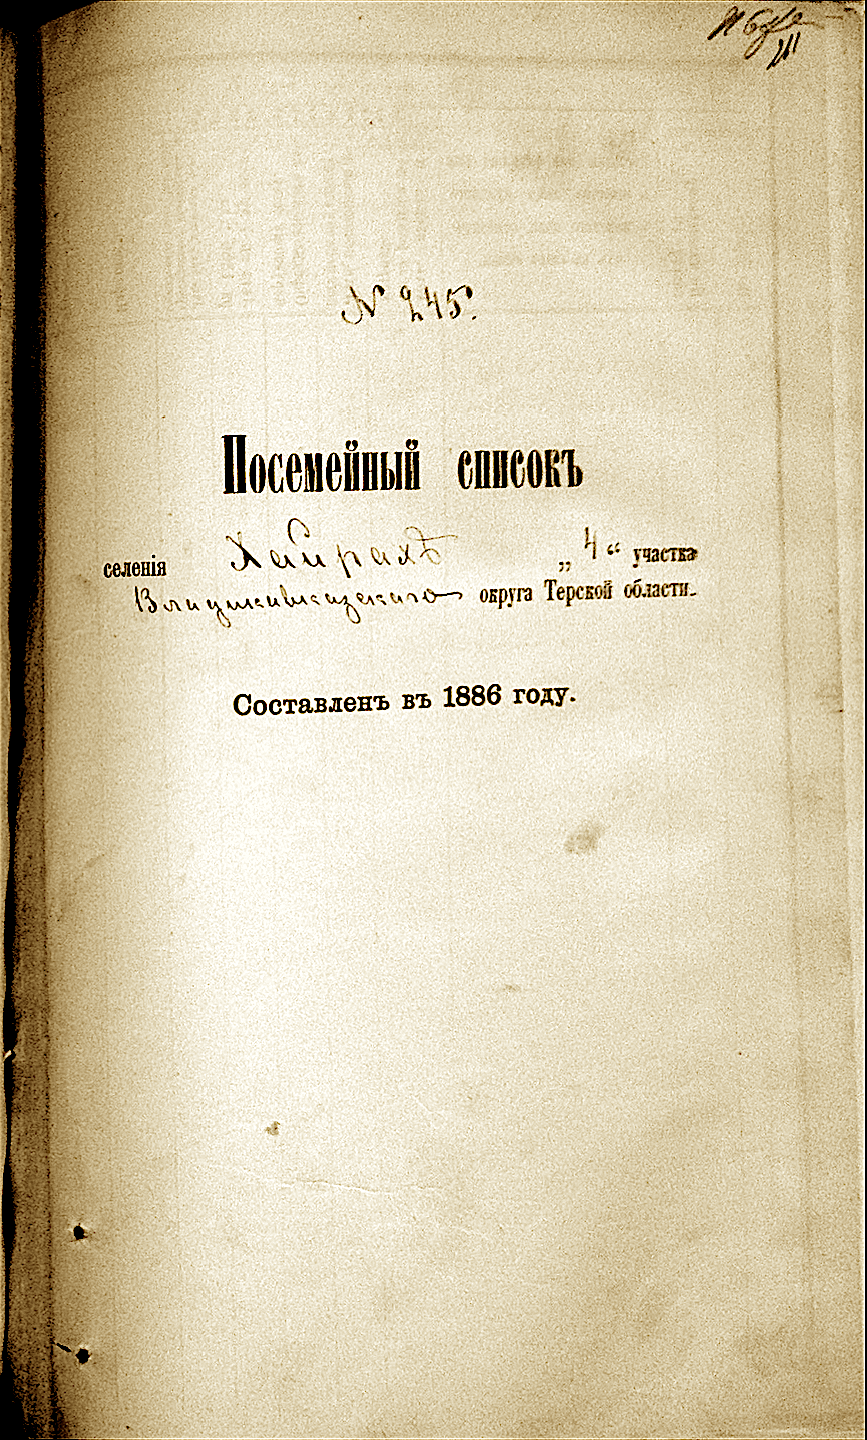 № 245.
Посемейный списокъ
селенія Хайрахъ „ 4 “ участка
Владикавказскаго округа Терской области.
Составленъ въ 1886 году.